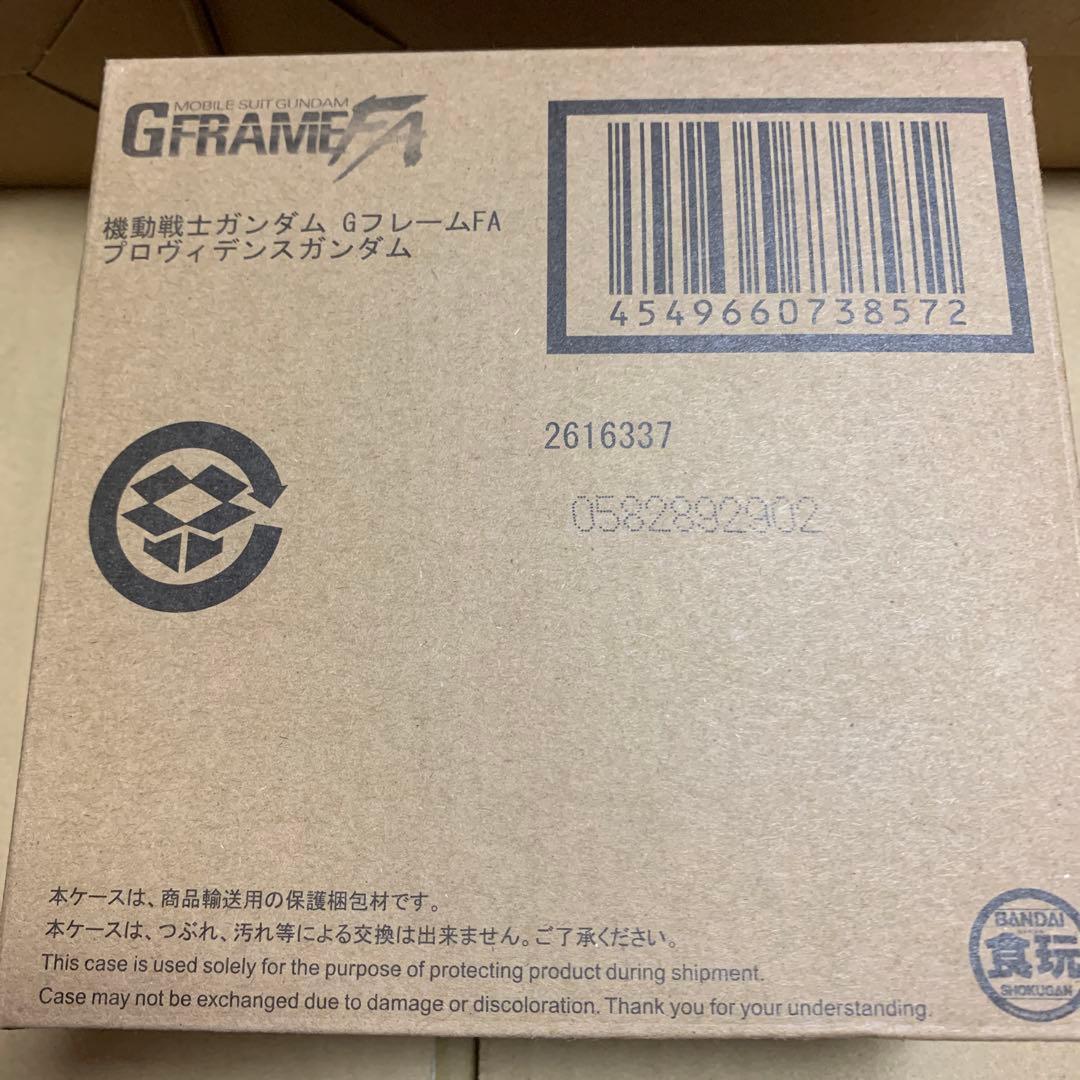 MOBILE SUIT GUNDAM
GFRAMEFA
機動戦士ガンダム GフレームFA
プロヴィデンスガンダム
4549660738572
2616337
0582892902
本ケースは、商品輸送用の保護梱包材です。
本ケースは、つぶれ、汚れ等による交換は出来ません。ご了承ください。
This case is used solely for the purpose of protecting product during shipment.
Case may not be exchanged due to damage or discoloration. Thank you for your understanding.
BANDAI
食玩
SHOKUGAN